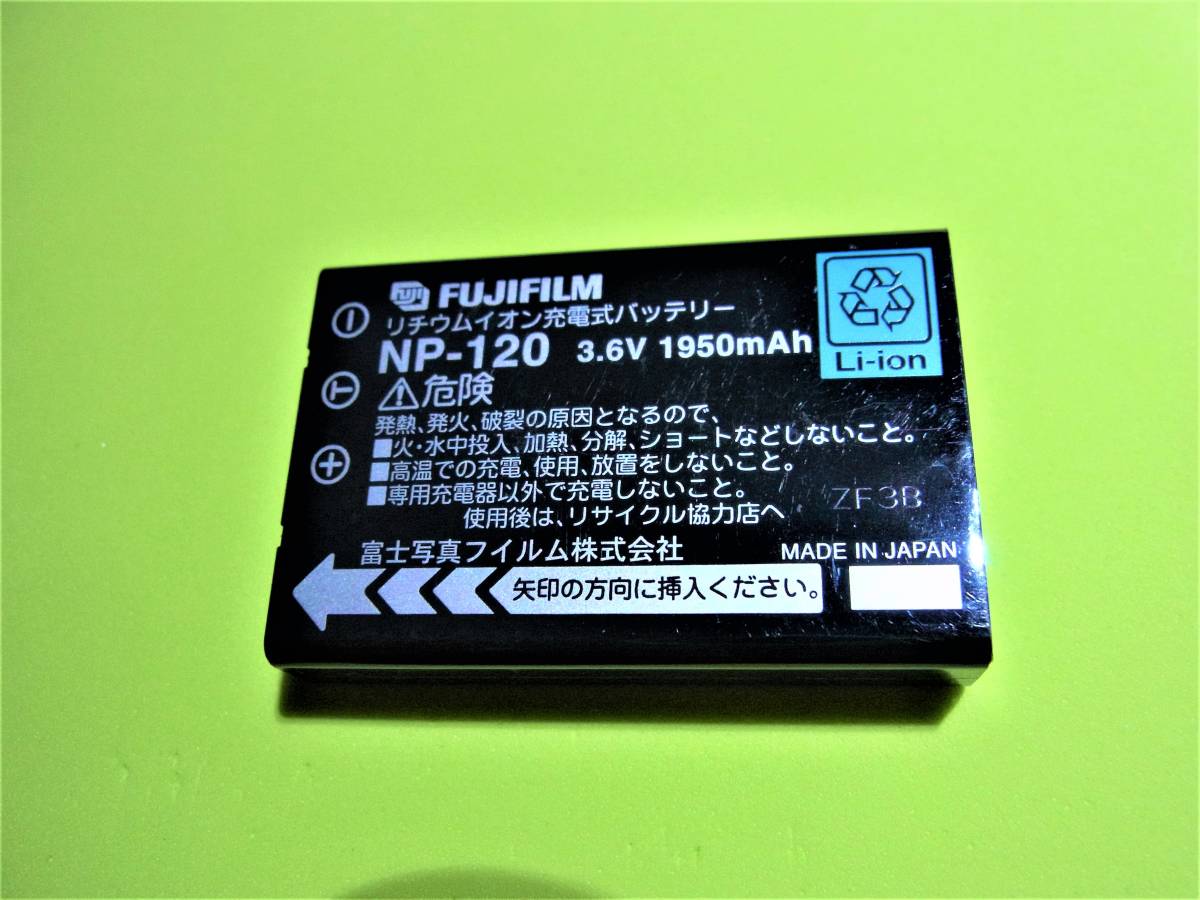 Fuji FUJIFILM
リチウムイオン充電式バッテリー
NP-120 3.6V 1950mAh
Li-ion
危険
発熱、発火、破裂の原因となるので、
■火・水中投入、加熱、分解、ショートなどしないこと。
■高温での充電、使用、放置をしないこと。
■専用充電器以外で充電しないこと。
使用後は、リサイクル協力店へ
ZF3B
富士写真フイルム株式会社
MADE IN JAPAN
矢印の方向に挿入ください。
− T +